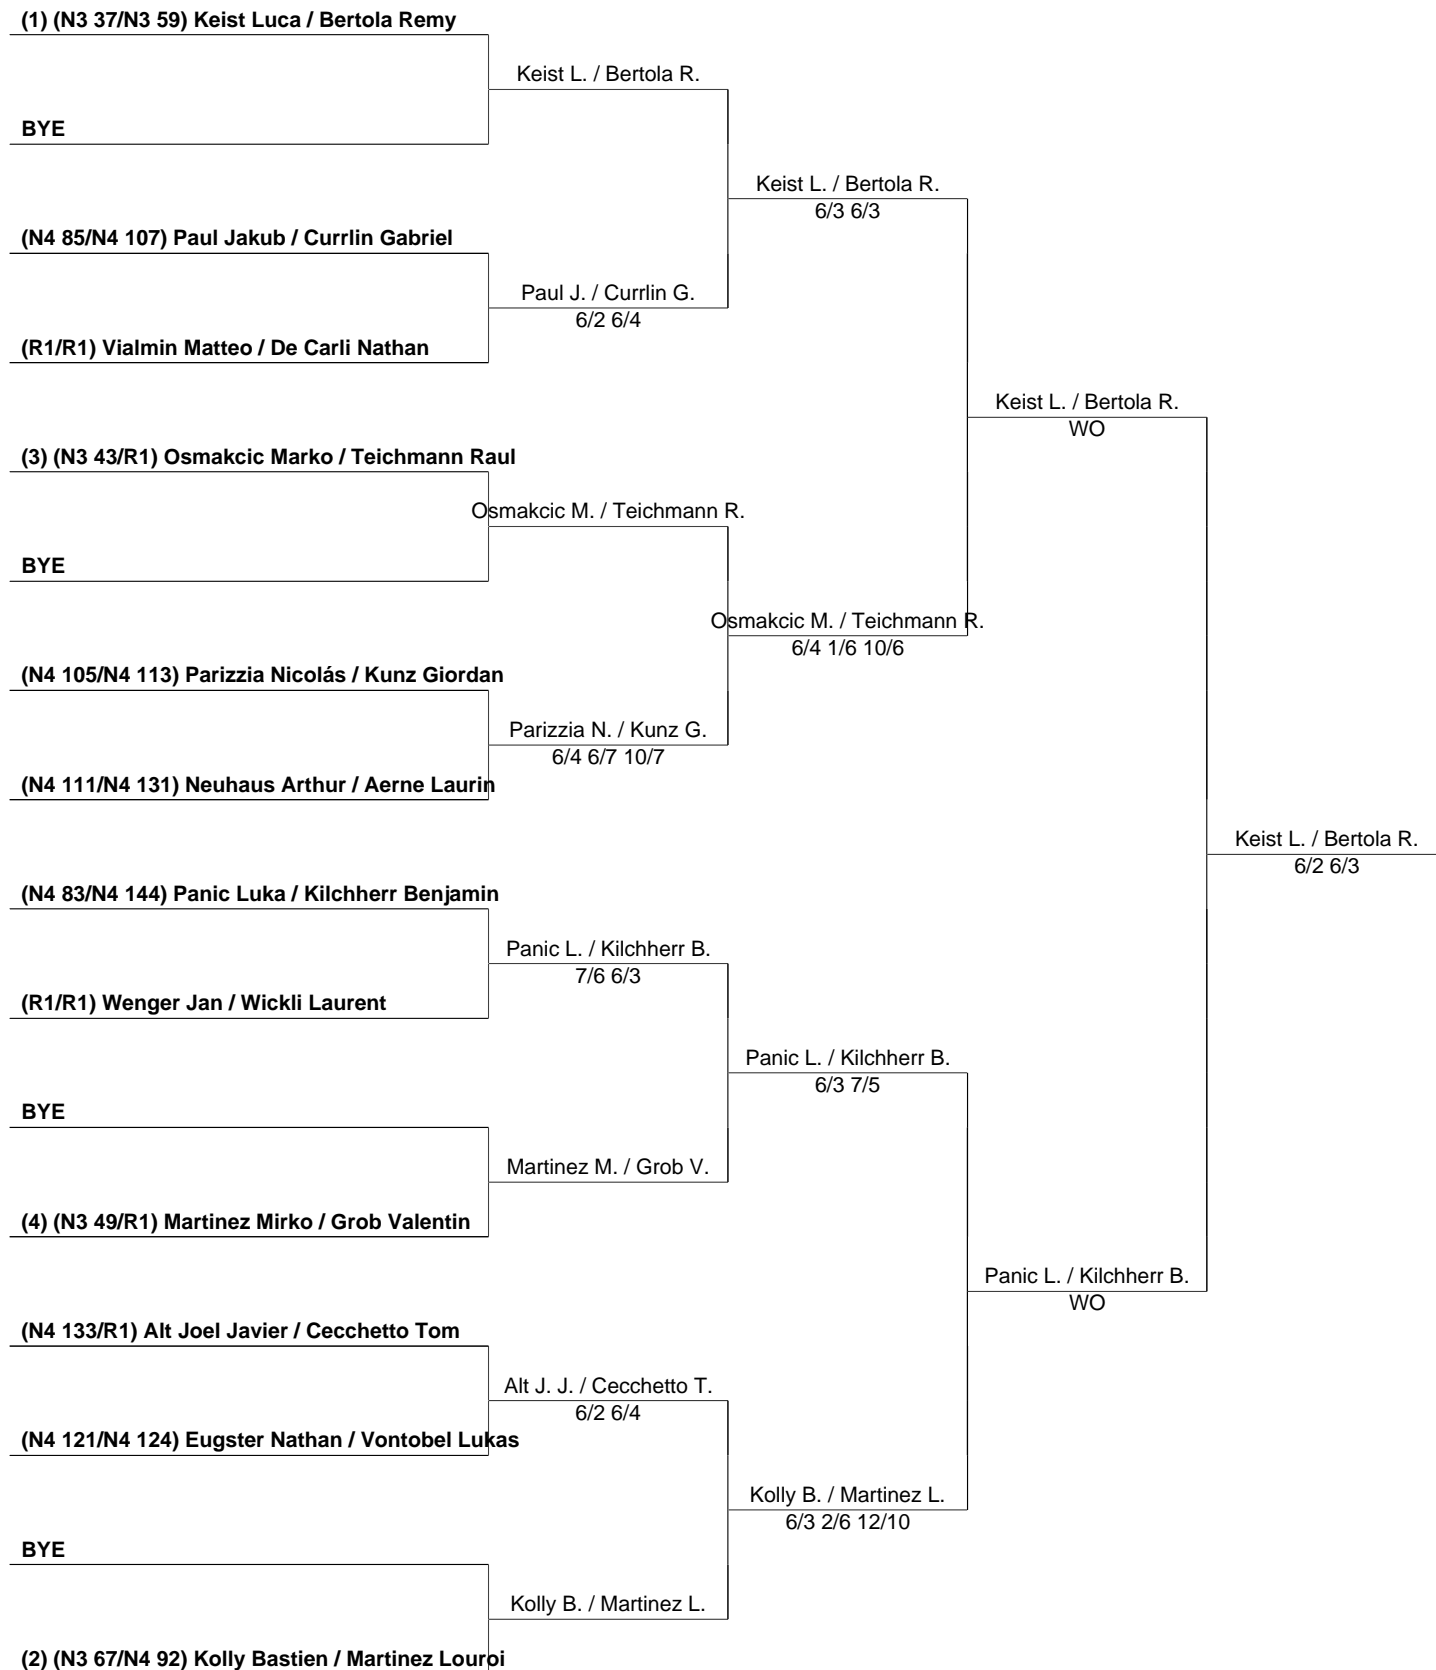 (1) (N3 37/N3 59) Keist Luca / Bertola Remy
Keist L. / Bertola R.
BYE
Keist L. / Bertola R.
6/3 6/3
(N4 85/N4 107) Paul Jakub / Currlin Gabriel
Paul J. / Currlin G.
6/2 6/4
(R1/R1) Vialmin Matteo / De Carli Nathan
Keist L. / Bertola R.
WO
(3) (N3 43/R1) Osmakcic Marko / Teichmann Raul
Osmakcic M. / Teichmann R.
BYE
Osmakcic M. / Teichmann R.
6/4 1/6 10/6
(N4 105/N4 113) Parizzia Nicolás / Kunz Giordan
Parizzia N. / Kunz G.
6/4 6/7 10/7
(N4 111/N4 131) Neuhaus Arthur / Aerne Laurin
Keist L. / Bertola R.
6/2 6/3
(N4 83/N4 144) Panic Luka / Kilchherr Benjamin
Panic L. / Kilchherr B.
7/6 6/3
(R1/R1) Wenger Jan / Wickli Laurent
Panic L. / Kilchherr B.
6/3 7/5
BYE
Martinez M. / Grob V.
(4) (N3 49/R1) Martinez Mirko / Grob Valentin
Panic L. / Kilchherr B.
WO
(N4 133/R1) Alt Joel Javier / Cecchetto Tom
Alt J. J. / Cecchetto T.
6/2 6/4
(N4 121/N4 124) Eugster Nathan / Vontobel Lukas
Kolly B. / Martinez L.
6/3 2/6 12/10
BYE
Kolly B. / Martinez L.
(2) (N3 67/N4 92) Kolly Bastien / Martinez Louroi